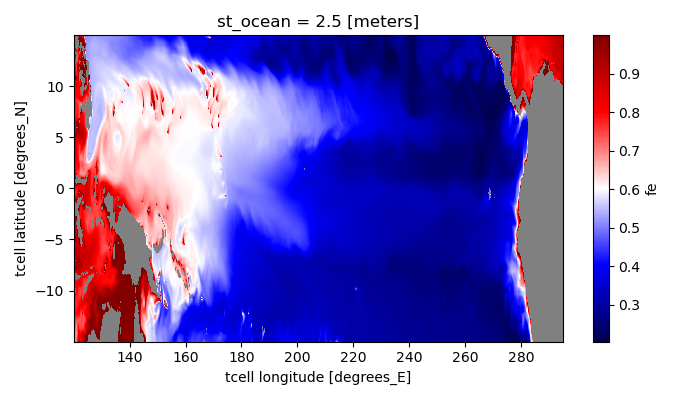 st_ocean = 2.5 [meters]
10
5
0
−5
−10
tcell latitude [degrees_N]
140 160 180 200 220 240 260 280
tcell longitude [degrees_E]
0.9
0.8
0.7
0.6
0.5
0.4
0.3
fe